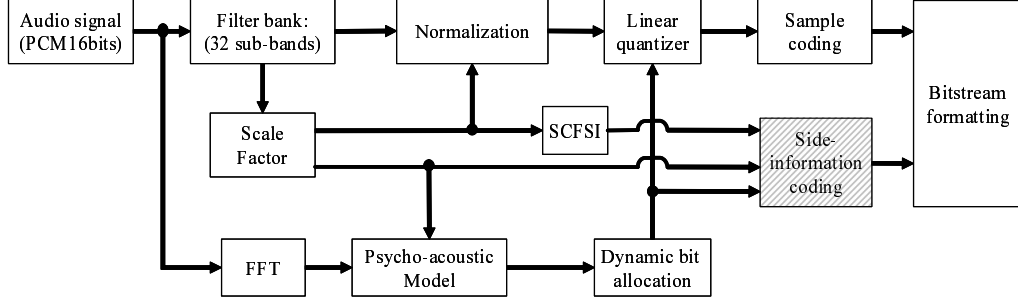 Audio signal
(PCM16bits)
Filter bank:
(32 sub-bands)
Normalization
Linear
quantizer
Sample
coding
Bitstream
formatting
Scale
Factor
SCFSI
Side-
information
coding
FFT
Psycho-acoustic
Model
Dynamic bit
allocation